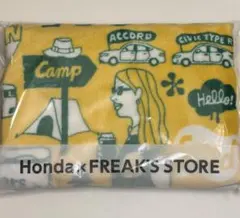 ACCORD
CIVIC TYPE R
Camp
Hello!
Honda×FREAK'S STORE